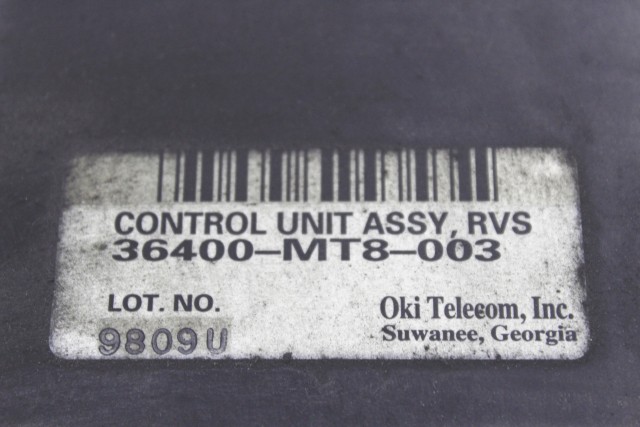 CONTROL UNIT ASSY, RVS
36400-MT8-003
LOT. NO.
Oki Telecom, Inc.
9809U
Suwanee, Georgia